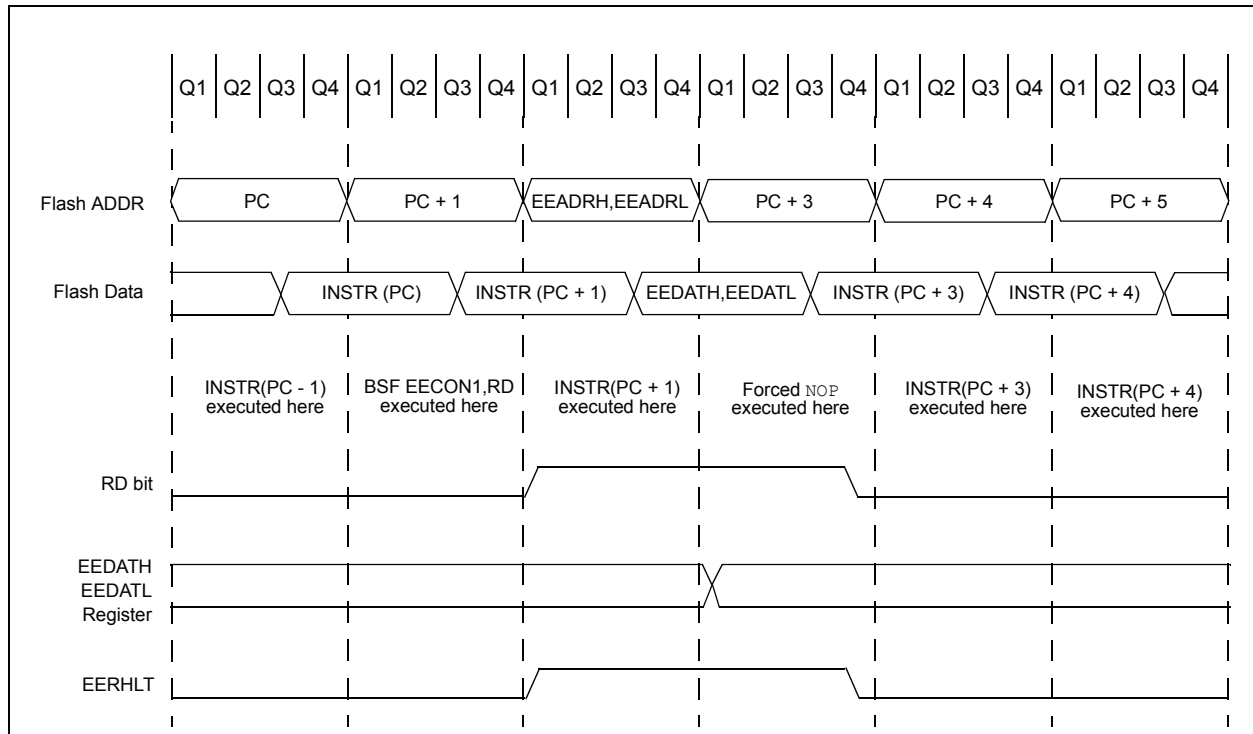 Q1 Q2 Q3 Q4 Q1 Q2 Q3 Q4 Q1 Q2 Q3 Q4 Q1 Q2 Q3 Q4 Q1 Q2 Q3 Q4 Q1 Q2 Q3 Q4
Flash ADDR PC PC + 1 EEADRH,EEADRL PC + 3 PC + 4 PC + 5
Flash Data INSTR (PC) INSTR (PC + 1) EEDATH,EEDATL INSTR (PC + 3) INSTR (PC + 4)
INSTR(PC - 1) BSF EECON1,RD INSTR(PC + 1) Forced NOP INSTR(PC + 3) INSTR(PC + 4)
executed here executed here executed here executed here executed here executed here
RD bit
EEDATH
EEDATL
Register
EERHLT